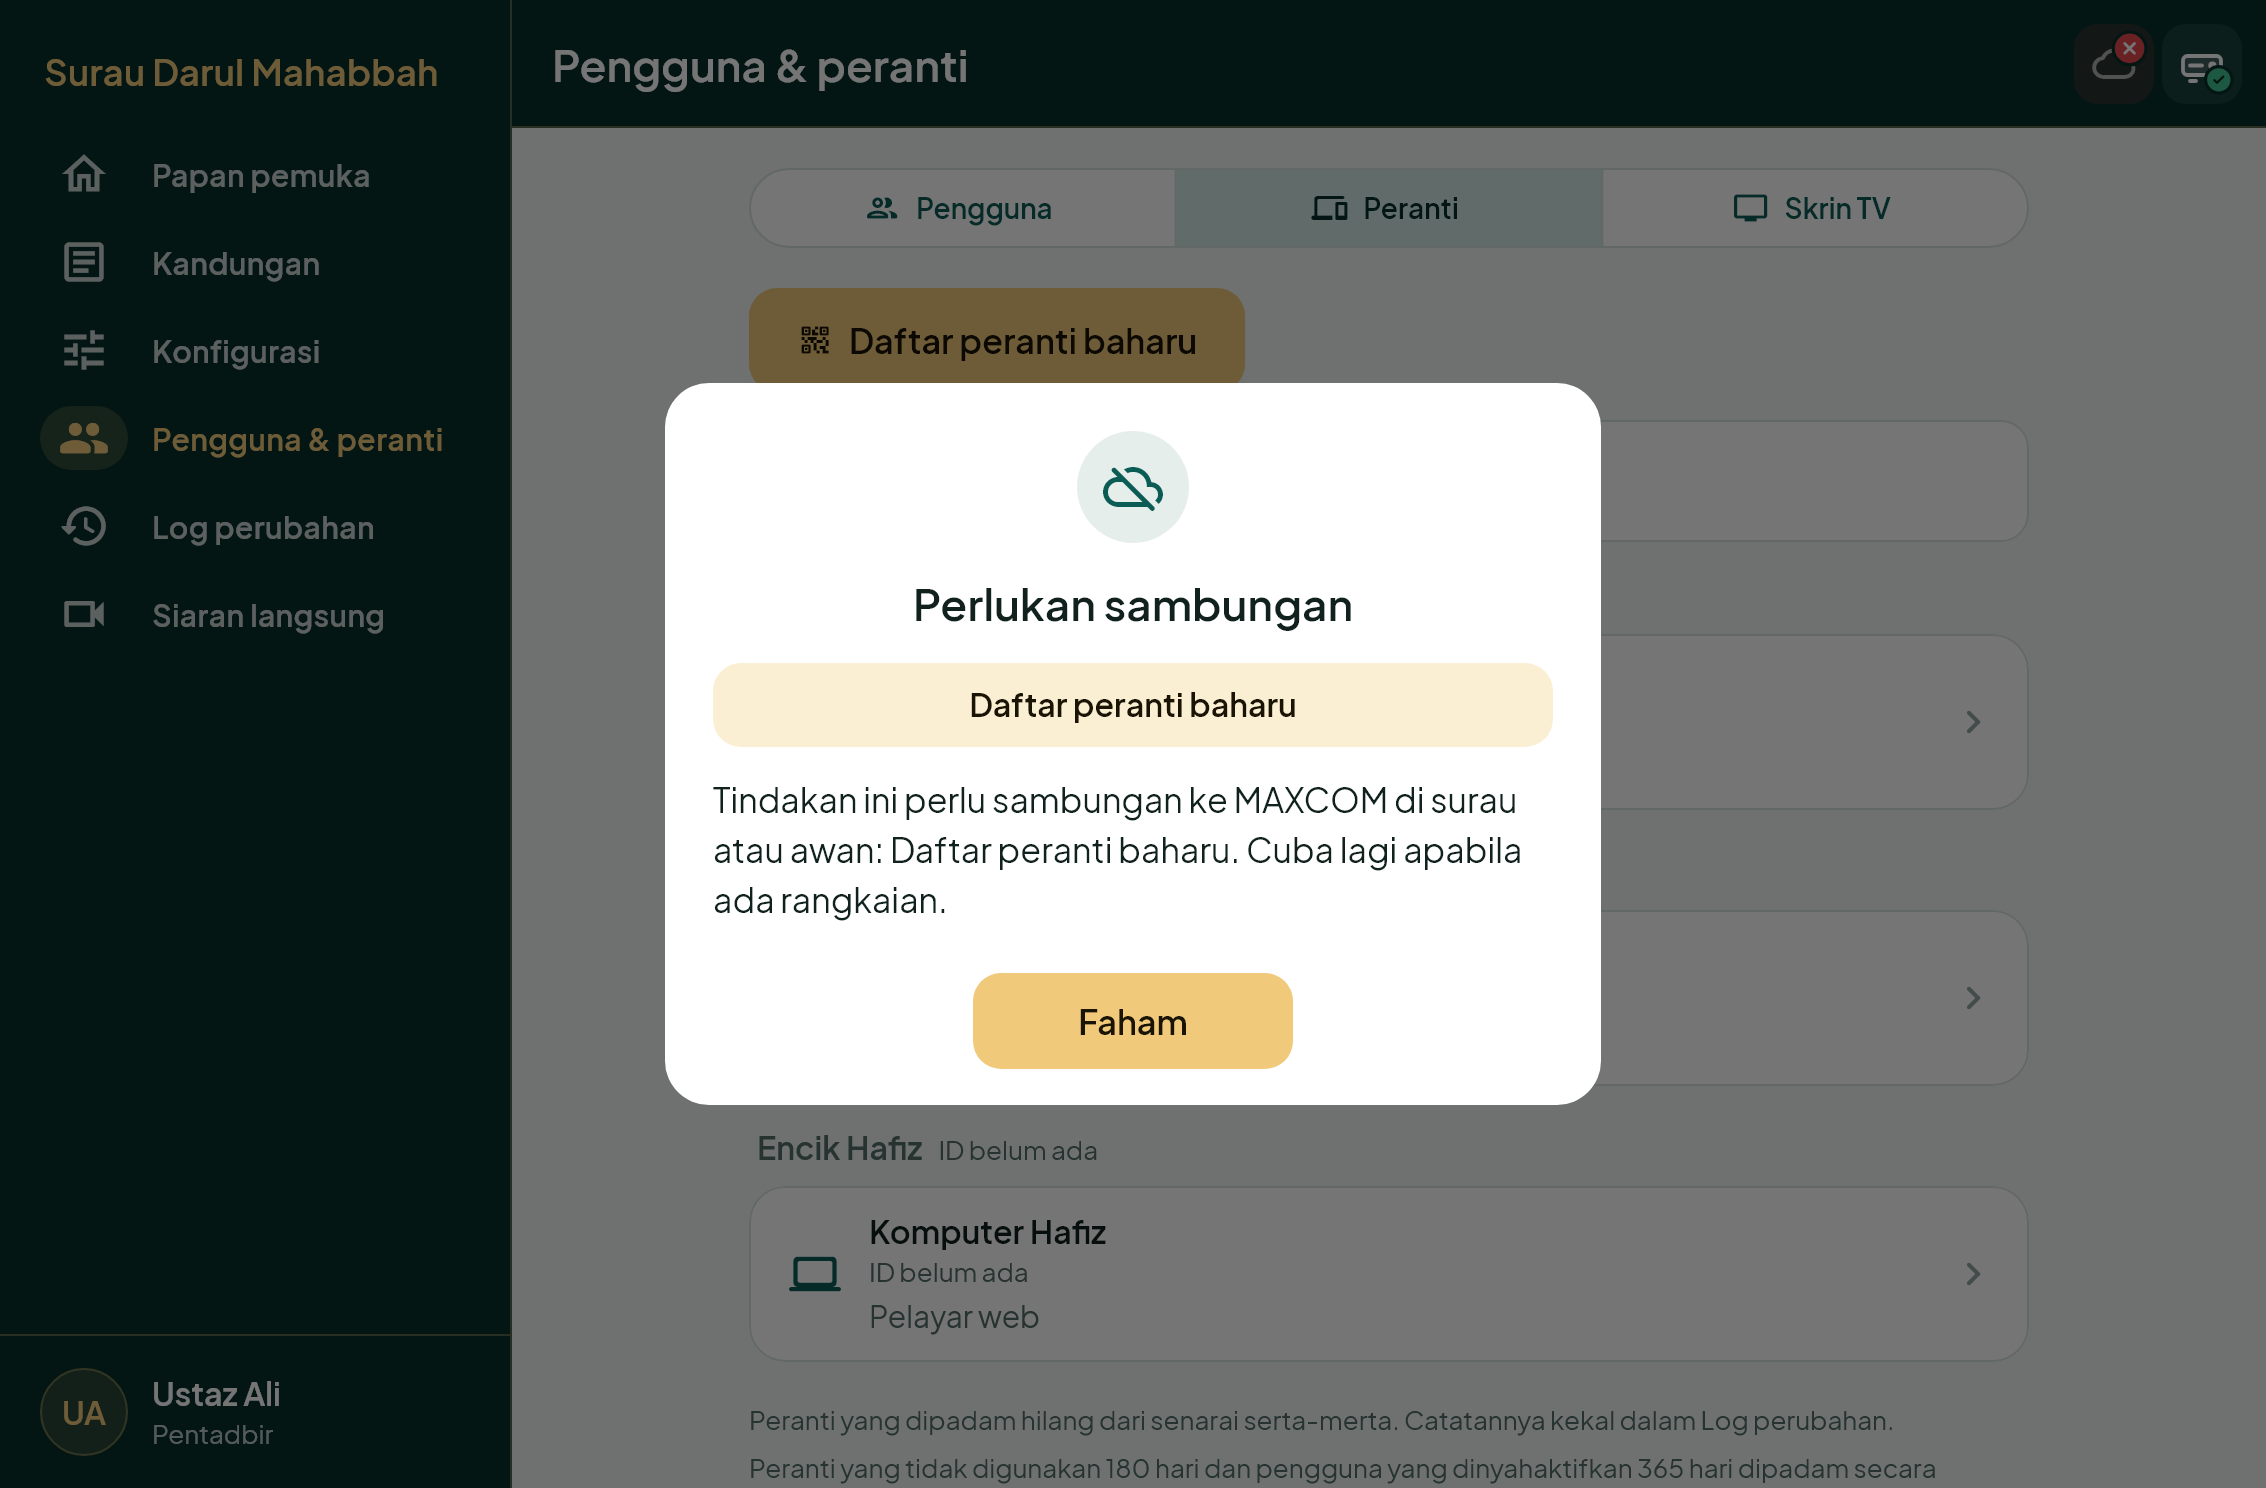 Surau Darul Mahabbah
Papan pemuka
Kandungan
Konfigurasi
Pengguna & peranti
Log perubahan
Siaran langsung
UA
Ustaz Ali
Pentadbir
Pengguna & peranti
Pengguna
Peranti
Skrin TV
Daftar peranti baharu
Perlukan sambungan
Daftar peranti baharu
Tindakan ini perlu sambungan ke MAXCOM di surau
atau awan: Daftar peranti baharu. Cuba lagi apabila
ada rangkaian.
Faham
Encik Hafiz ID belum ada
Komputer Hafiz
ID belum ada
Pelayar web
Peranti yang dipadam hilang dari senarai serta-merta. Catatannya kekal dalam Log perubahan.
Peranti yang tidak digunakan 180 hari dan pengguna yang dinyahaktifkan 365 hari dipadam secara